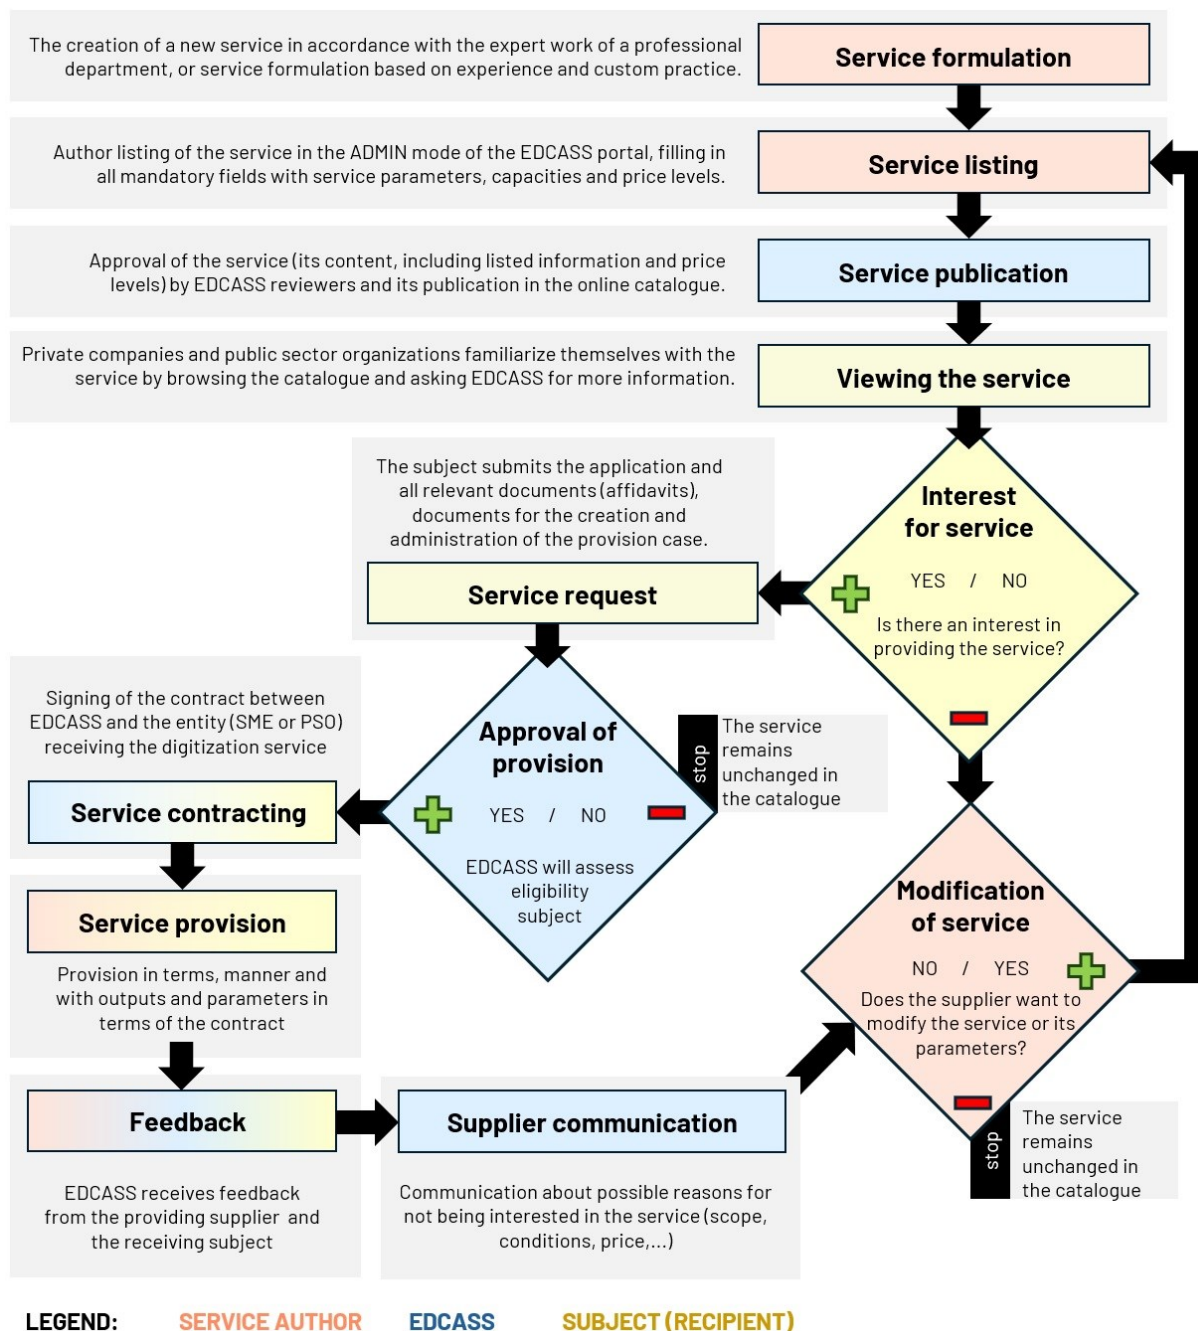 The creation of a new service in accordance with the expert work of a professional
department, or service formulation based on experience and custom practice.
Service formulation
Author listing of the service in the ADMIN mode of the EDCASS portal, filling in
all mandatory fields with service parameters, capacities and price levels.
Service listing
Approval of the service (its content, including listed information and price
levels) by EDCASS reviewers and its publication in the online catalogue.
Service publication
Private companies and public sector organizations familiarize themselves with the
service by browsing the catalogue and asking EDCASS for more information.
Viewing the service
Interest
for service
YES / NO
Is there an interest in
providing the service?
The subject submits the application and
all relevant documents (affidavits),
documents for the creation and
administration of the provision case.
Service request
Approval of
provision
YES / NO
EDCASS will assess
eligibility
subject
stop
The service
remains
unchanged in
the catalogue
Signing of the contract between
EDCASS and the entity (SME or PSO)
receiving the digitization service
Service contracting
Service provision
Provision in terms, manner and
with outputs and parameters in
terms of the contract
Modification
of service
NO / YES
Does the supplier want to
modify the service or its
parameters?
stop
The service
remains
unchanged in
the catalogue
Feedback
EDCASS receives feedback
from the providing supplier and
the receiving subject
Supplier communication
Communication about possible reasons for
not being interested in the service (scope,
conditions, price,...)
LEGEND: SERVICE AUTHOR EDCASS SUBJECT (RECIPIENT)